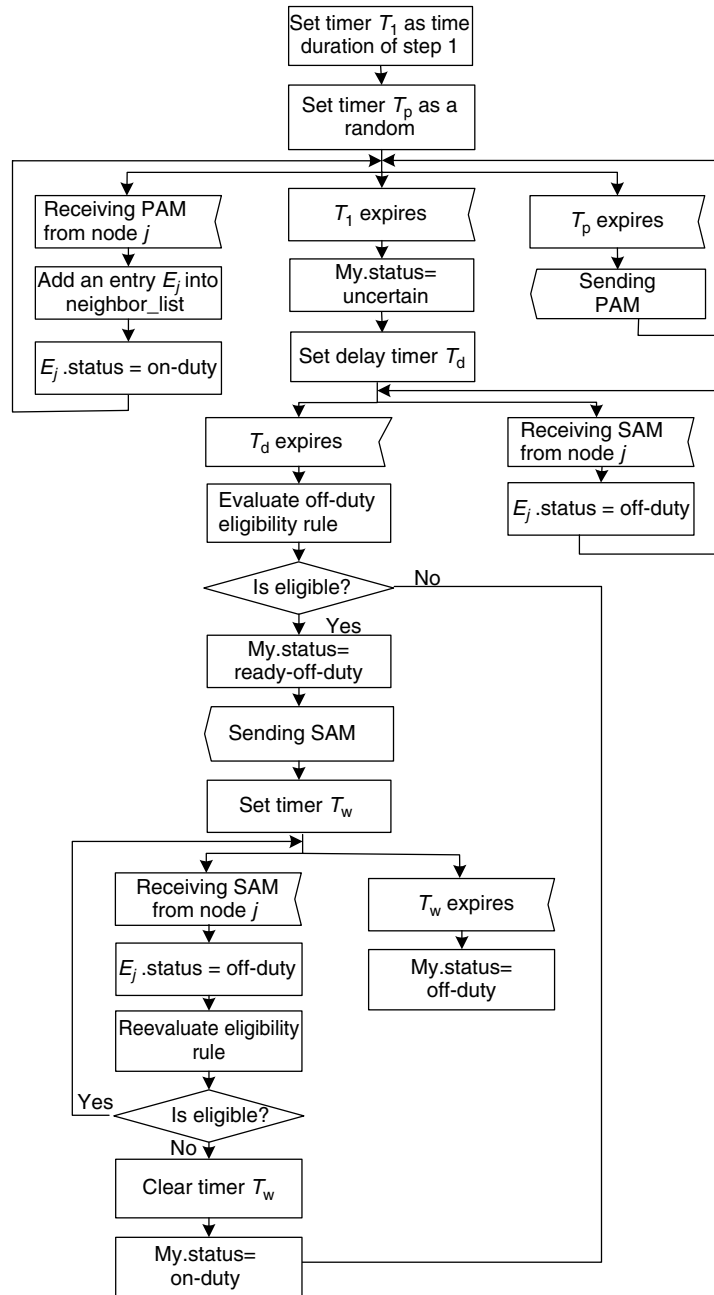 Set timer T1 as time
duration of step 1
Set timer Tp as a
random
Receiving PAM
from node j
T1 expires
Tp expires
Add an entry Ej into
neighbor_list
My.status=
uncertain
Sending
PAM
Ej .status = on-duty
Set delay timer Td
Td expires
Receiving SAM
from node j
Evaluate off-duty
eligibility rule
Ej .status = off-duty
Is eligible?
No
Yes
My.status=
ready-off-duty
Sending SAM
Set timer Tw
Receiving SAM
from node j
Tw expires
Ej .status = off-duty
My.status=
off-duty
Reevaluate eligibility
rule
Yes
Is eligible?
No
Clear timer Tw
My.status=
on-duty